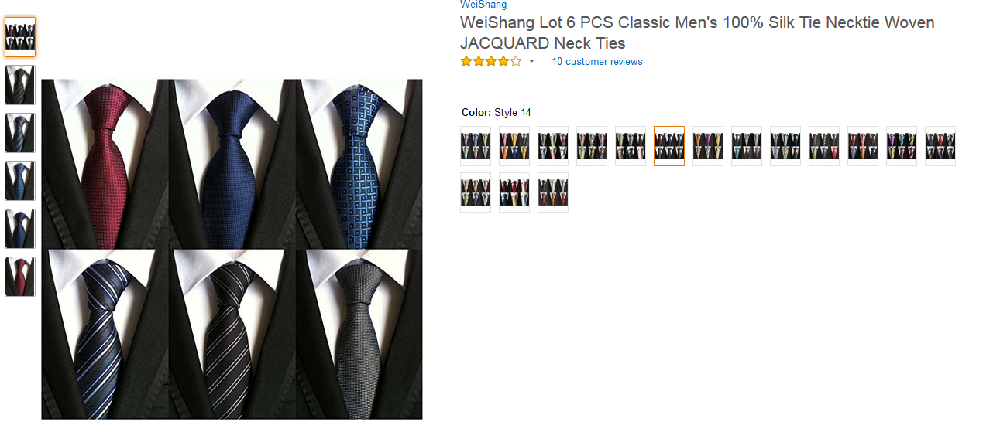 WeiShang
WeiShang Lot 6 PCS Classic Men's 100% Silk Tie Necktie Woven
JACQUARD Neck Ties
10 customer reviews
Color: Style 14